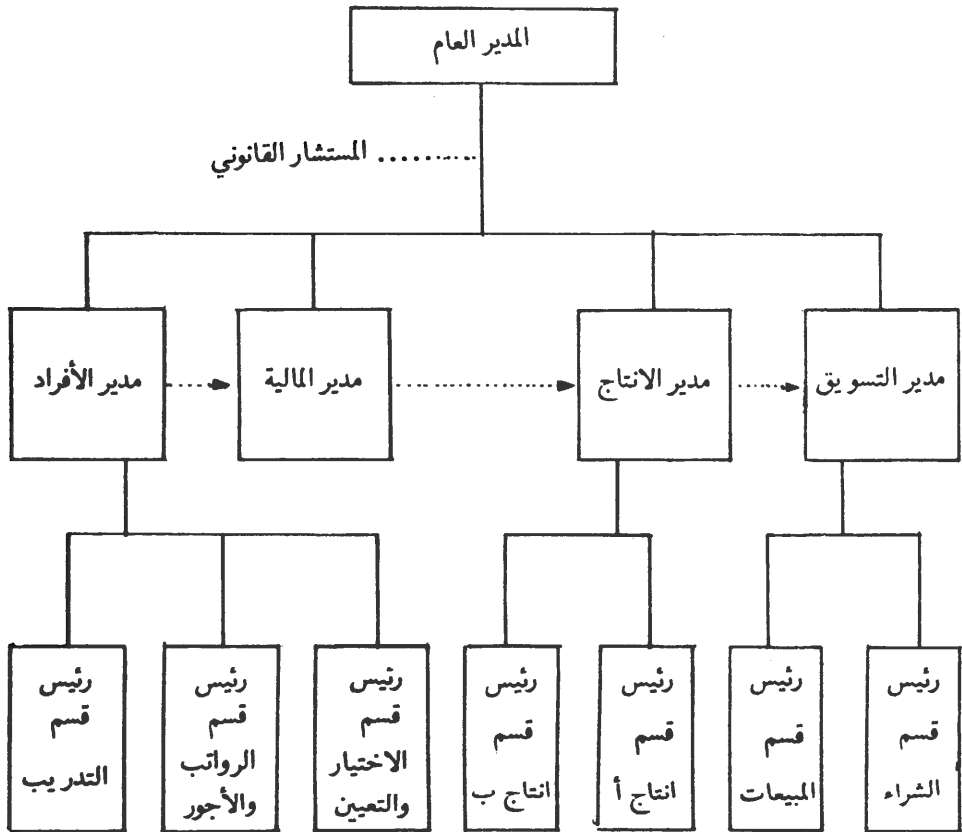 المدير العام
المستشار القانوني
مدير التسويق
مدير الانتاج
مدير المالية
مدير الأفراد
رئيس
قسم
الشراء
رئيس
قسم
المبيعات
رئيس
قسم
انتاج أ
رئيس
قسم
انتاج ب
رئيس
قسم
الاختيار
والتعيين
رئيس
قسم
الرواتب
والأجور
رئيس
قسم
التدريب